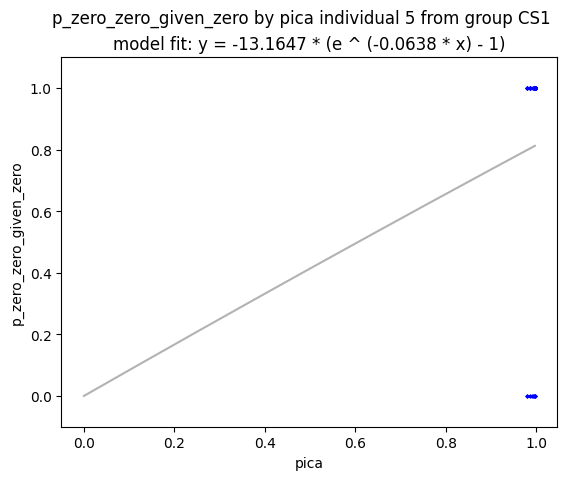 p_zero_zero_given_zero by pica individual 5 from group CS1
model fit: y = -13.1647 * (e ^ (-0.0638 * x) - 1)
1.0
0.8
0.6
0.4
0.2
0.0
p_zero_zero_given_zero
0.0 0.2 0.4 0.6 0.8 1.0
pica